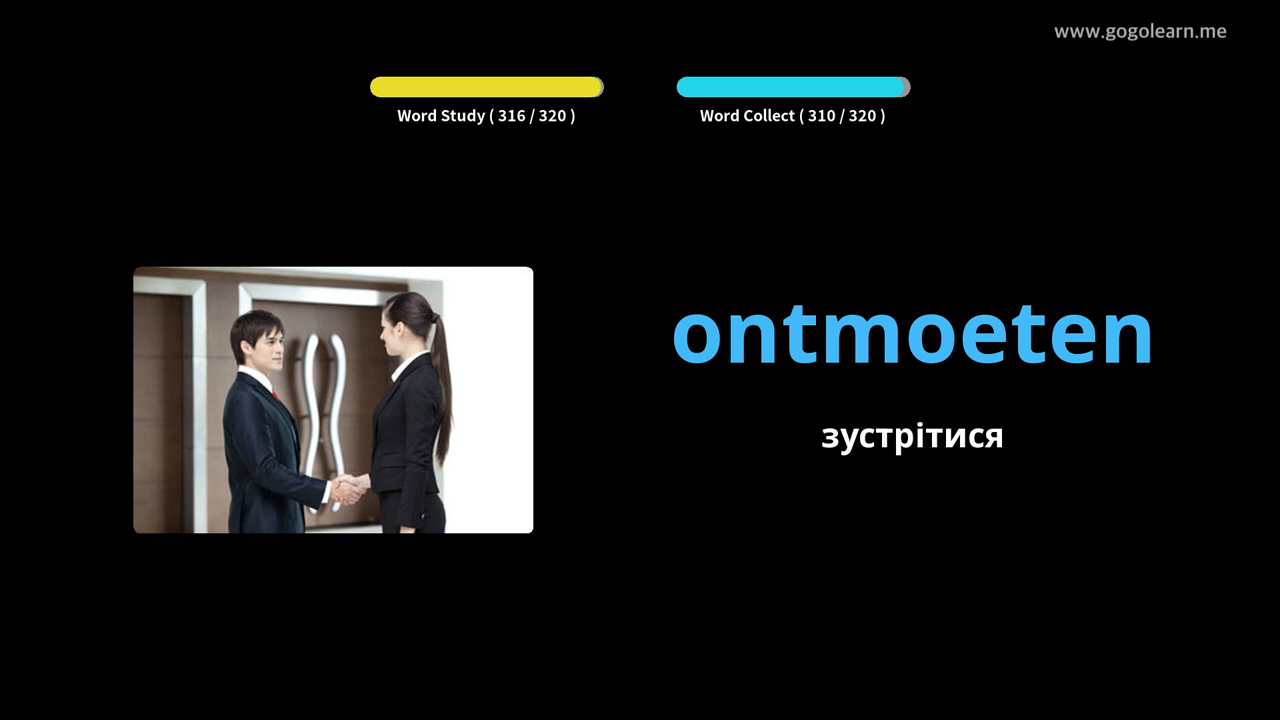 www.gogolearn.me
Word Study ( 316 / 320 )
Word Collect ( 310 / 320 )
ontmoeten
зустрітися